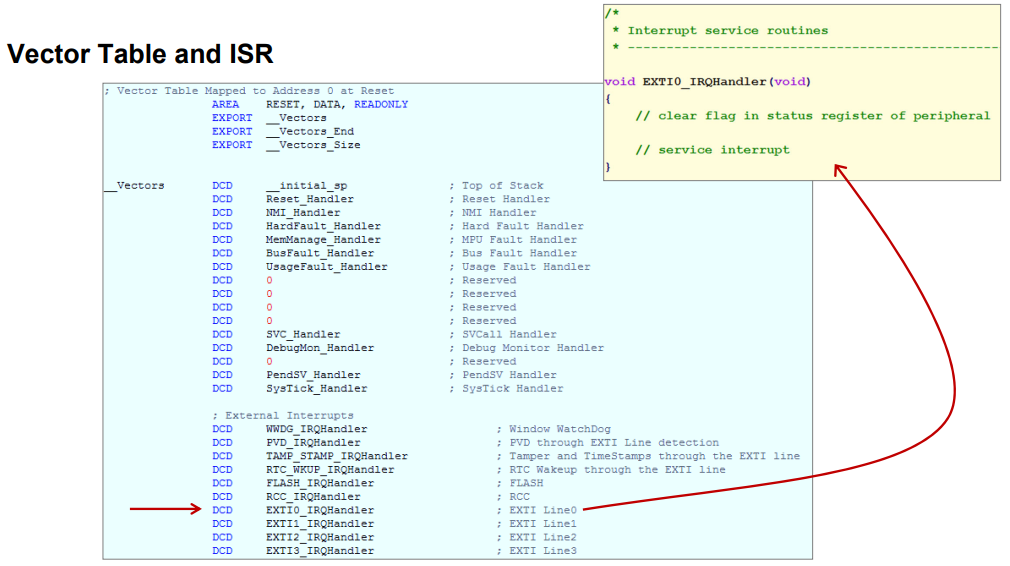 Vector Table and ISR
/*
 * Interrupt service routines
 * --------------------------------------------------
void EXTI0_IRQHandler(void)
{
    // clear flag in status register of peripheral
    // service interrupt
}
; Vector Table Mapped to Address 0 at Reset
AREA    RESET, DATA, READONLY
EXPORT  __Vectors
EXPORT  __Vectors_End
EXPORT  __Vectors_Size
__Vectors       DCD     __initial_sp               ; Top of Stack
DCD     Reset_Handler              ; Reset Handler
DCD     NMI_Handler                ; NMI Handler
DCD     HardFault_Handler          ; Hard Fault Handler
DCD     MemManage_Handler          ; MPU Fault Handler
DCD     BusFault_Handler           ; Bus Fault Handler
DCD     UsageFault_Handler         ; Usage Fault Handler
DCD     0                          ; Reserved
DCD     0                          ; Reserved
DCD     0                          ; Reserved
DCD     0                          ; Reserved
DCD     SVC_Handler                ; SVCall Handler
DCD     DebugMon_Handler           ; Debug Monitor Handler
DCD     0                          ; Reserved
DCD     PendSV_Handler             ; PendSV Handler
DCD     SysTick_Handler            ; SysTick Handler
; External Interrupts
DCD     WWDG_IRQHandler                   ; Window WatchDog
DCD     PVD_IRQHandler                    ; PVD through EXTI Line detection
DCD     TAMP_STAMP_IRQHandler             ; Tamper and TimeStamps through the EXTI line
DCD     RTC_WKUP_IRQHandler               ; RTC Wakeup through the EXTI line
DCD     FLASH_IRQHandler                  ; FLASH
DCD     RCC_IRQHandler                    ; RCC
DCD     EXTI0_IRQHandler                  ; EXTI Line0
DCD     EXTI1_IRQHandler                  ; EXTI Line1
DCD     EXTI2_IRQHandler                  ; EXTI Line2
DCD     EXTI3_IRQHandler                  ; EXTI Line3